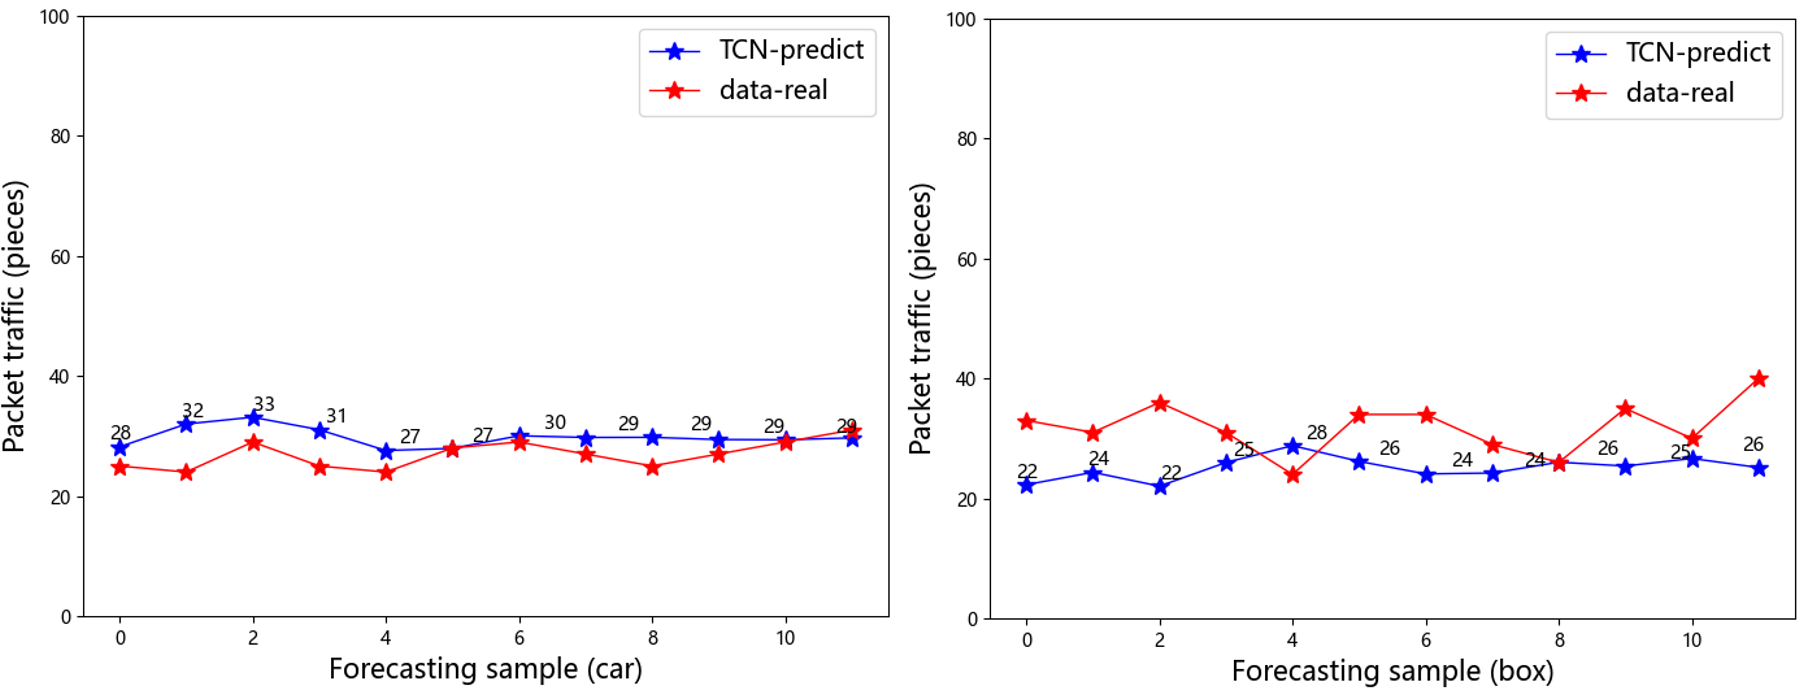 Packet traffic (pieces)
100
80
60
40
20
0
TCN-predict
data-real
28 32 33 31 27 27 30 29 29 29 29
0 2 4 6 8 10
Forecasting sample (car)
Packet traffic (pieces)
100
80
60
40
20
0
TCN-predict
data-real
22 24 22 25 28 26 24 24 26 25 26
0 2 4 6 8 10
Forecasting sample (box)